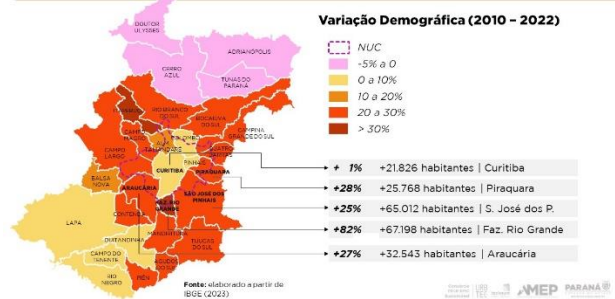 Variação Demográfica (2010 – 2022)
NUC
-5% a 0
0 a 10%
10 a 20%
20 a 30%
> 30%
DOUTOR
ULYSSES
ADRIANÓPOLIS
CERRO
AZUL
TUNAS DO
PARANÁ
RIO BRANCO
DO SUL
BOCAIÚVA
DO SUL
CAMPINA
GRANDE DO SUL
CAMPO
MAGRO
COLOMBO
TAMANDARÉ
QUATRO
BARRAS
CAMPO
LARGO
PINHAIS
CURITIBA
PIRAQUARA
BALSA
NOVA
ARAUCÁRIA
SÃO JOSÉ DOS
PINHAIS
FAZ. RIO
GRANDE
LAPA
CONTENDA
MANDIRITUBA
QUITANDINHA
TIJUCAS
DO SUL
CAMPO DO
TENENTE
AGUDOS
DO SUL
RIO
NEGRO
PIÊN
+ 1% +21.826 habitantes | Curitiba
+28% +25.768 habitantes | Piraquara
+25% +65.012 habitantes | S. José dos P.
+82% +67.198 habitantes | Faz. Rio Grande
+27% +32.543 habitantes | Araucária
Fonte: elaborado a partir de
IBGE (2023)
URB
TEC
AMEP
PARANÁ